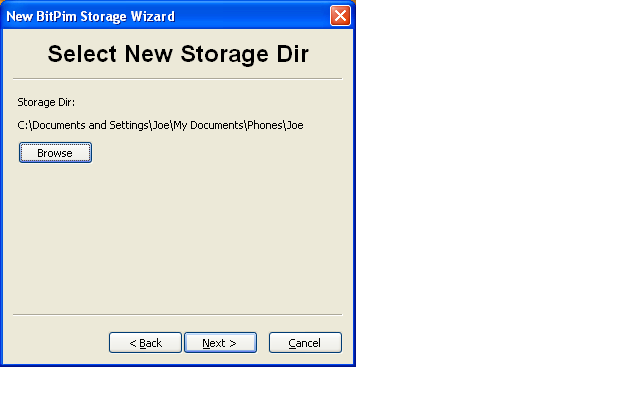 New BitPim Storage Wizard
Select New Storage Dir
Storage Dir:
C:\Documents and Settings\Joe\My Documents\Phones\Joe
Browse
< Back Next > Cancel